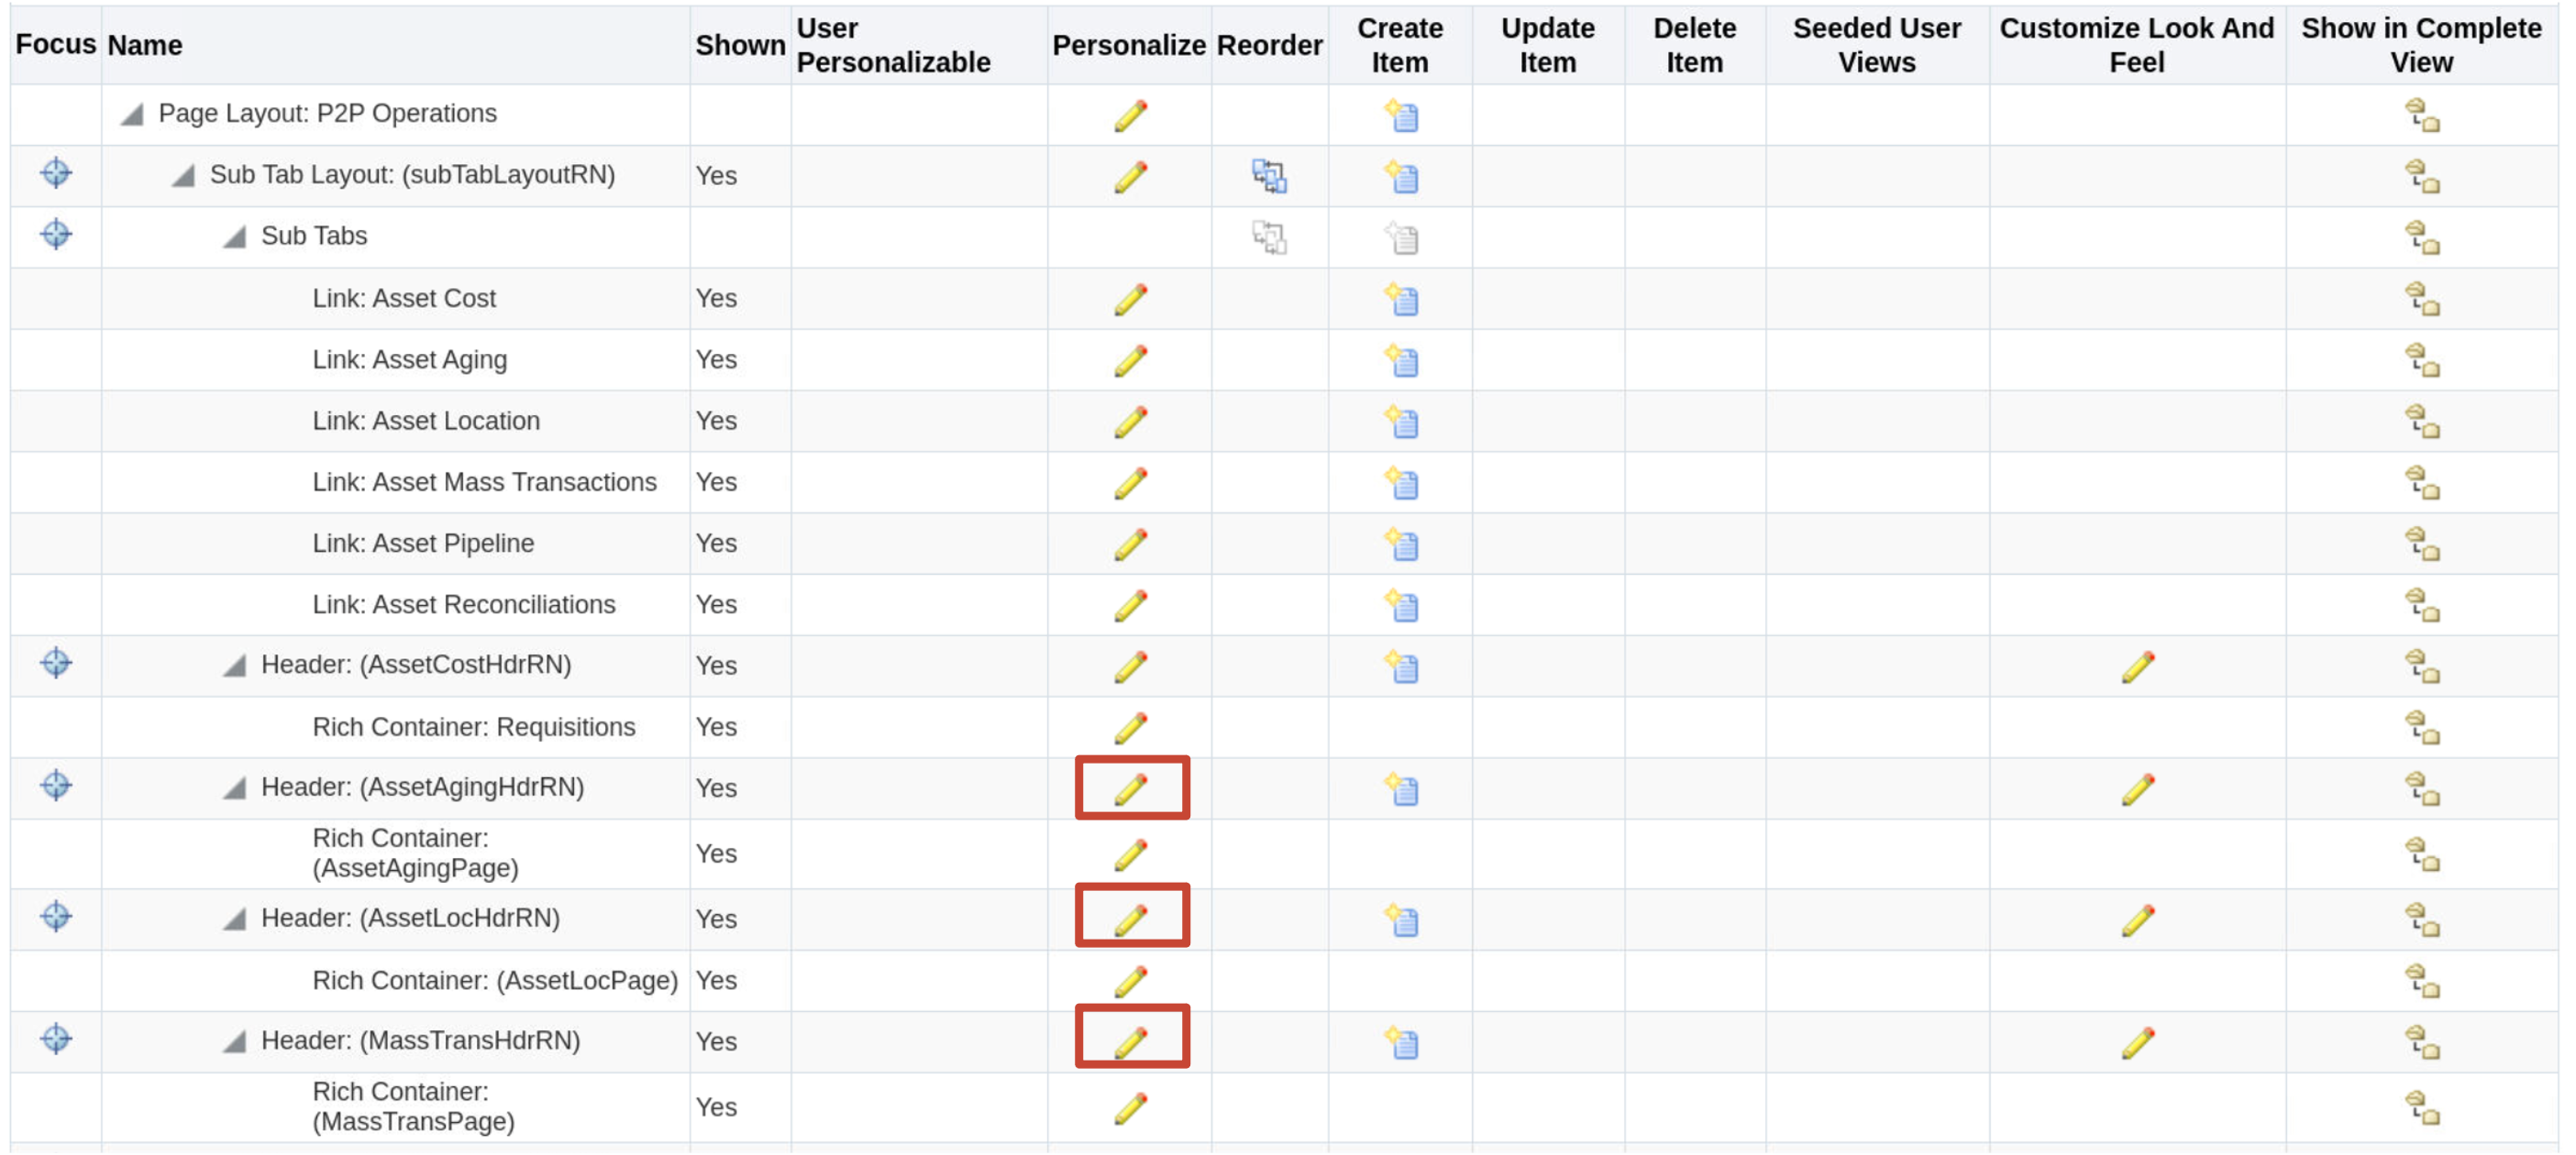 Focus Name Shown User Personalizable Personalize Reorder Create Item Update Item Delete Item Seeded User Views Customize Look And Feel Show in Complete View
Page Layout: P2P Operations
Sub Tab Layout: (subTabLayoutRN) Yes
Sub Tabs
Link: Asset Cost Yes
Link: Asset Aging Yes
Link: Asset Location Yes
Link: Asset Mass Transactions Yes
Link: Asset Pipeline Yes
Link: Asset Reconciliations Yes
Header: (AssetCostHdrRN) Yes
Rich Container: Requisitions Yes
Header: (AssetAgingHdrRN) Yes
Rich Container:
(AssetAgingPage) Yes
Header: (AssetLocHdrRN) Yes
Rich Container: (AssetLocPage) Yes
Header: (MassTransHdrRN) Yes
Rich Container:
(MassTransPage) Yes